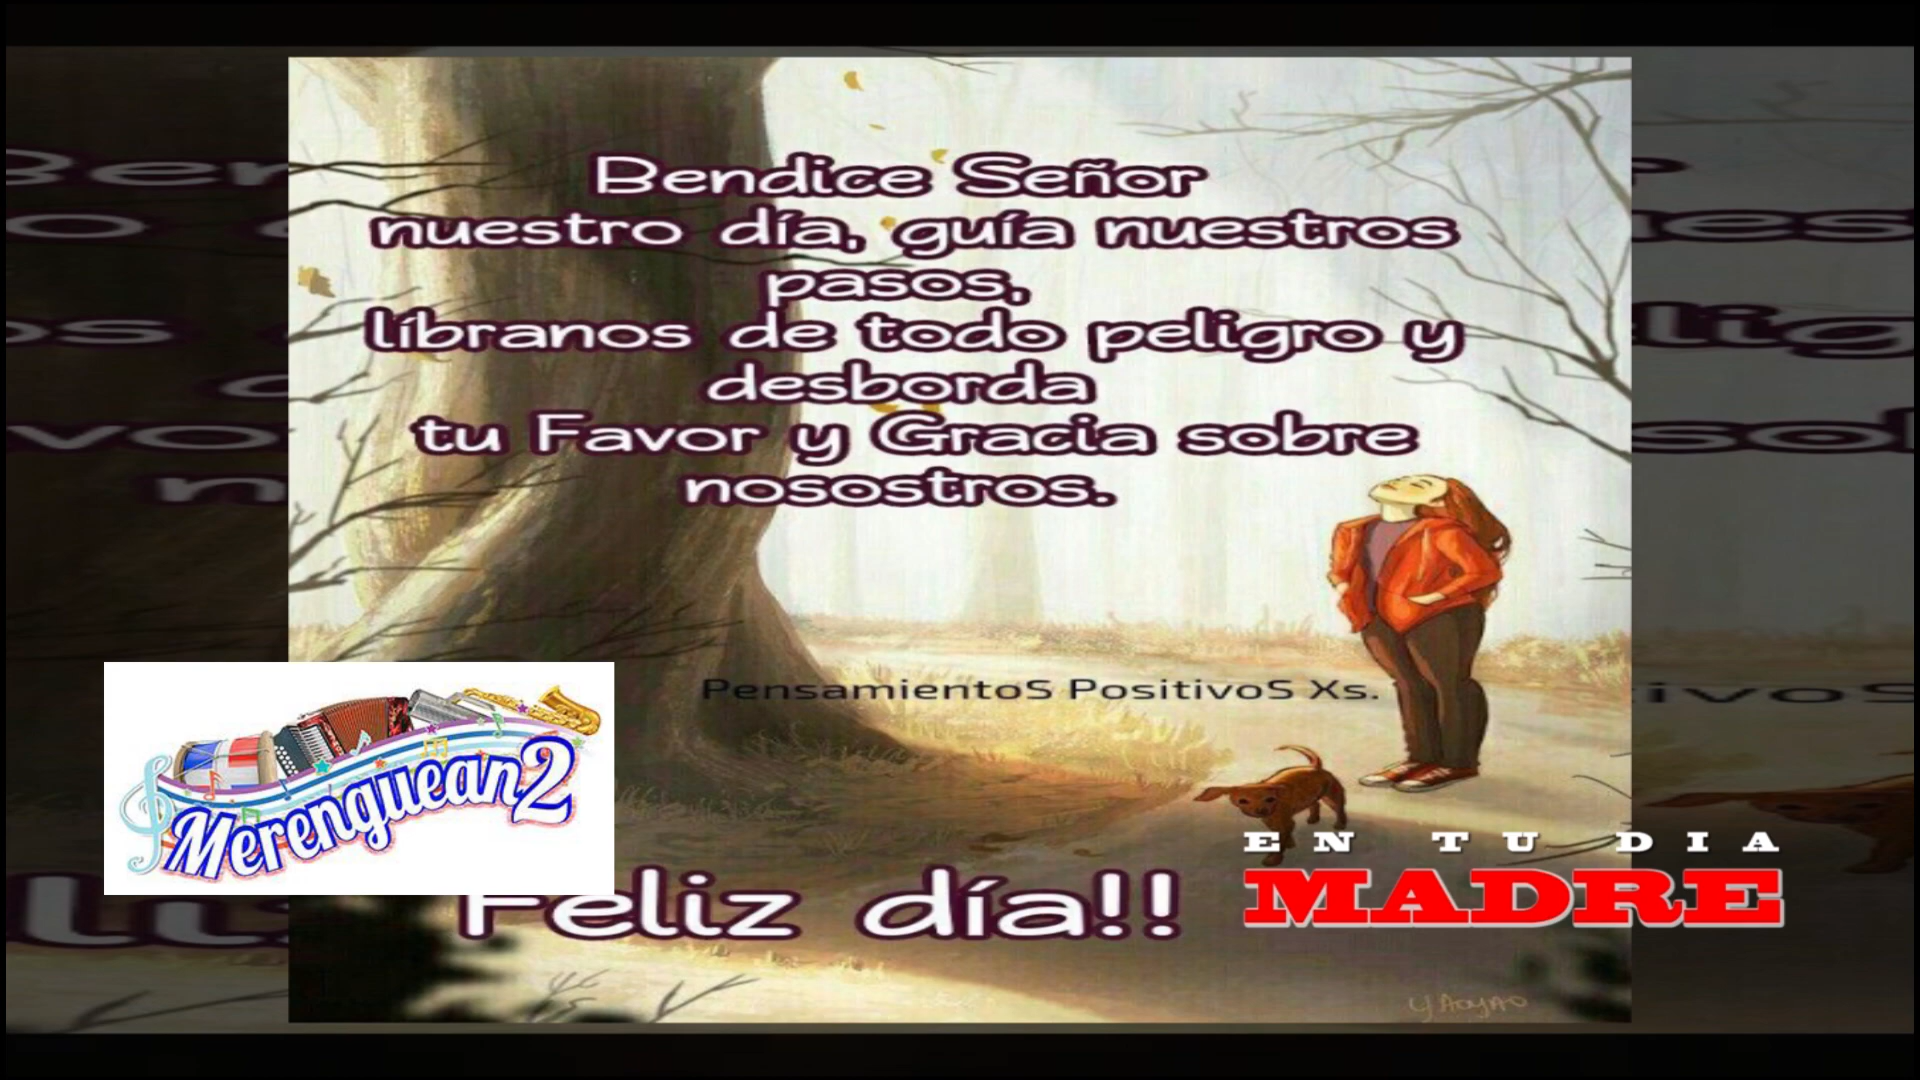 Bendice Señor
nuestro día, guía nuestros
pasos,
líbranos de todo peligro y
desborda
tu Favor y Gracia sobre
nosostros.
PensamientoS PositivoS Xs.
Merenguean2
EN TU DIA
MADRE
Feliz día!!